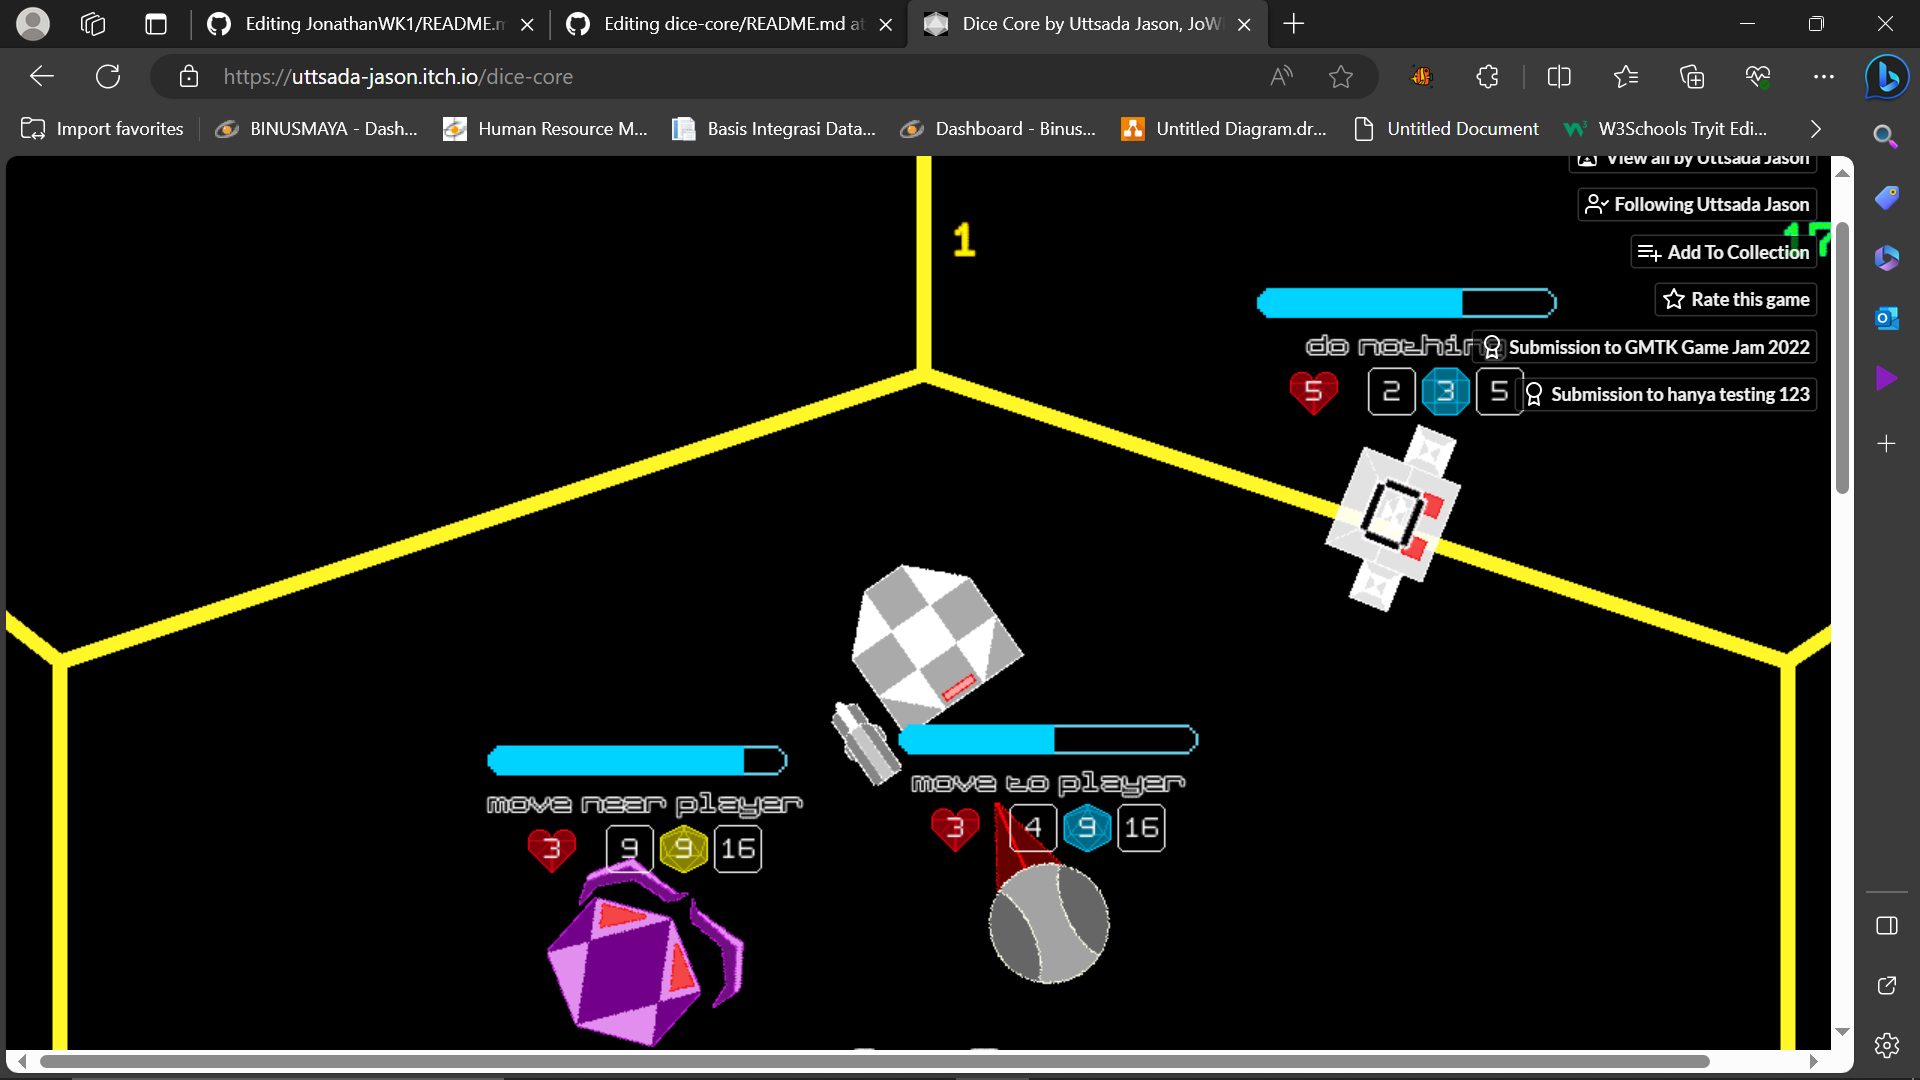 Editing JonathanWK1/README.m
Editing dice-core/README.md at
Dice Core by Uttsada Jason, JoW
https://uttsada-jason.itch.io/dice-core
Import favorites
BINUSMAYA - Dash...
Human Resource M...
Basis Integrasi Data...
Dashboard - Binus...
Untitled Diagram.dr...
Untitled Document
W3Schools Tryit Edi...
View all by Uttsada Jason
Following Uttsada Jason
1
17
Add To Collection
Rate this game
do nothin
Submission to GMTK Game Jam 2022
5 2 3 5
Submission to hanya testing 123
move to player
3 4 9 16
move near player
3 9 9 16